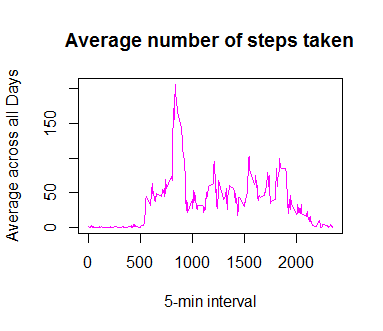 Average number of steps taken
Average across all Days
150
50
0
0 500 1000 1500 2000
5-min interval